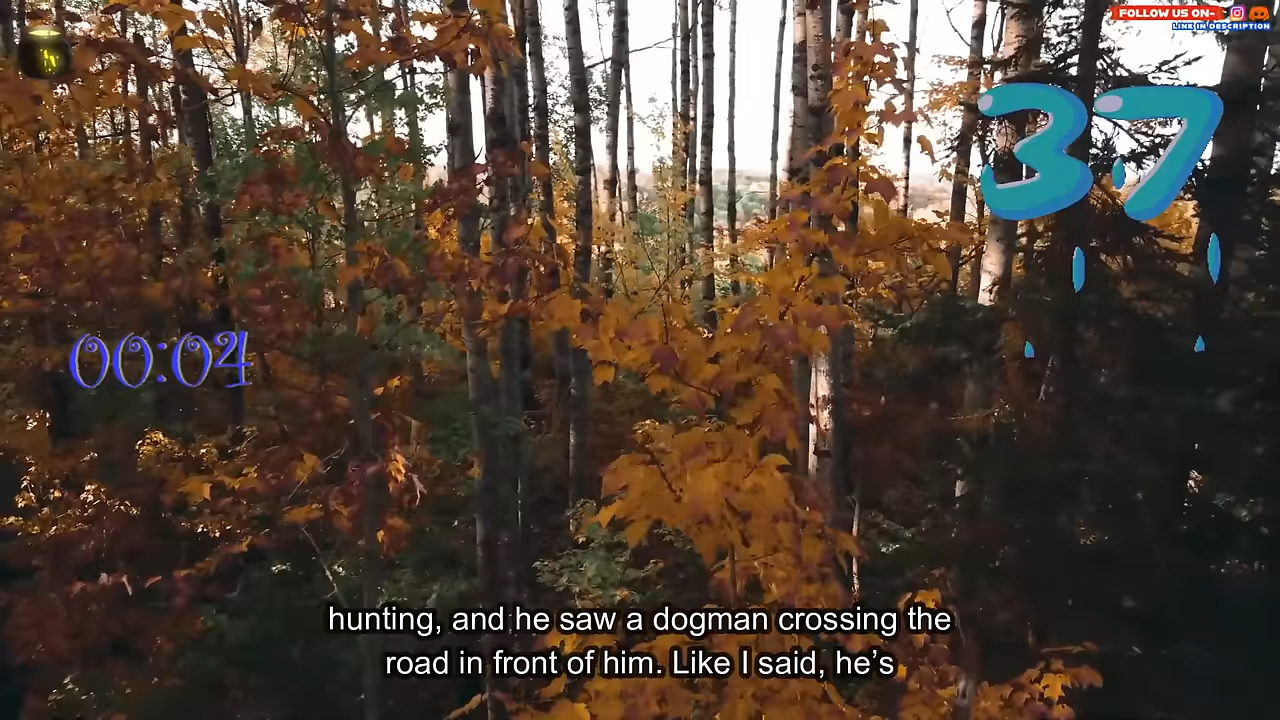 FOLLOW US ON-
LINK IN DESCRIPTION
37
00:04
hunting, and he saw a dogman crossing the
road in front of him. Like I said, he's